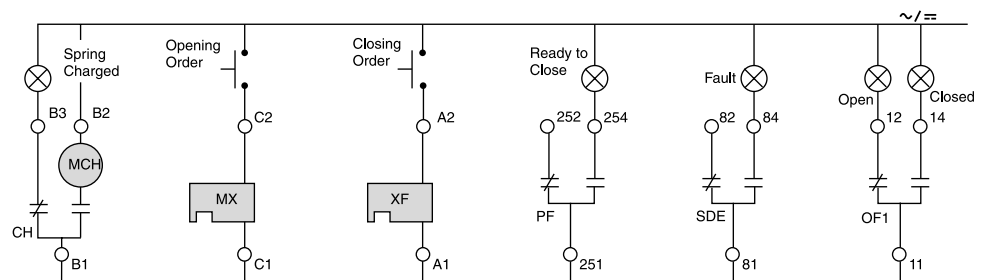 ~/==
Spring
Charged
Opening
Order
Closing
Order
Ready to
Close
Fault
Open
Closed
B3
B2
C2
A2
252
254
82
84
12
14
MCH
MX
XF
CH
PF
SDE
OF1
B1
C1
A1
251
81
11